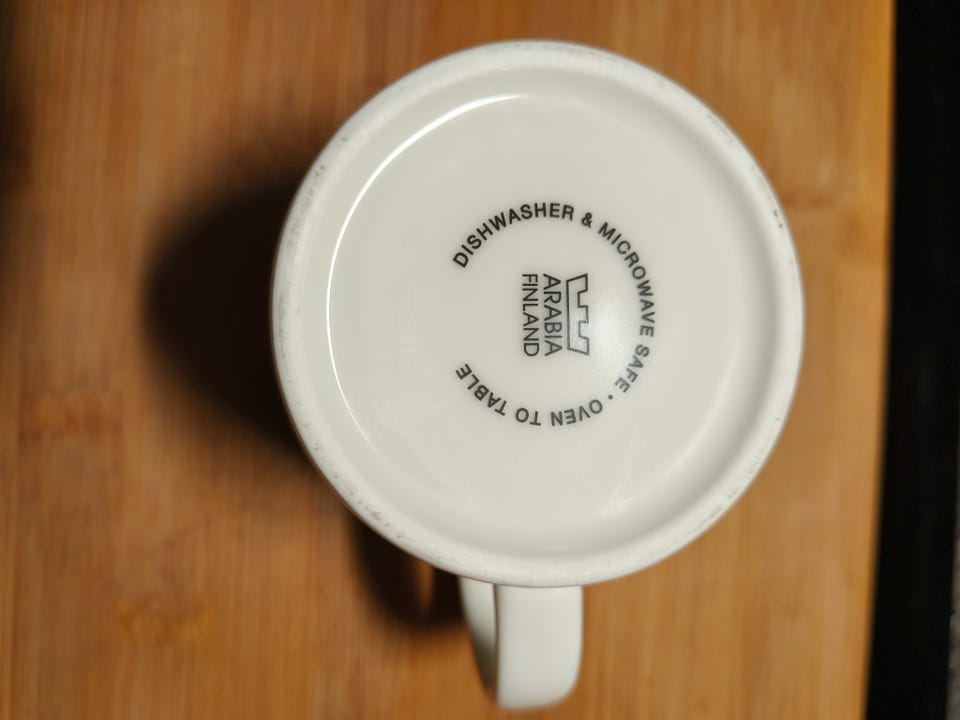 DISHWASHER & MICROWAVE SAFE • OVEN TO TABLE
ARABIA
FINLAND